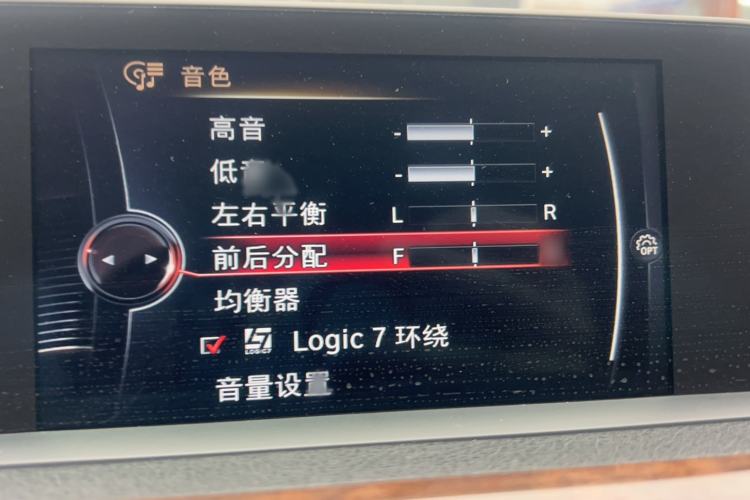 音色
高音 - +
低 - +
左右平衡 L R
前后分配 F
均衡器
LOGIC7 Logic 7 环绕
音量设
OPT